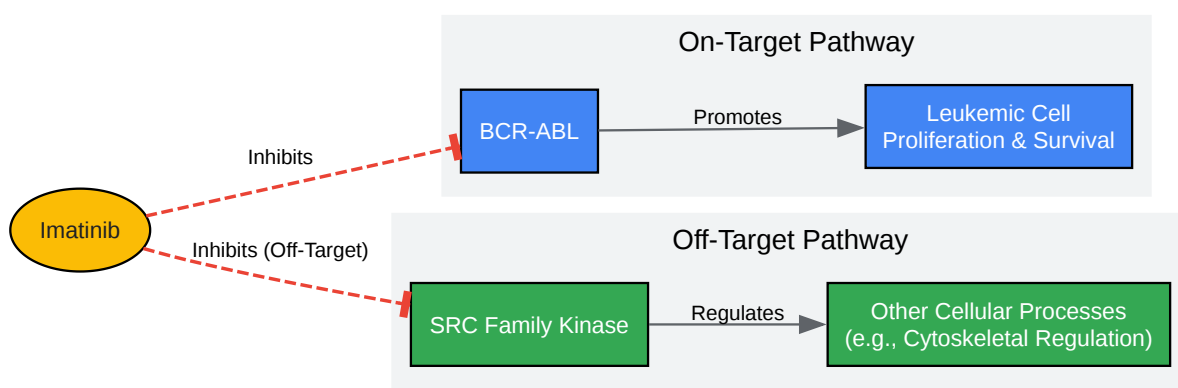 On-Target Pathway
BCR-ABL
Promotes
Leukemic Cell
Proliferation & Survival
Inhibits
Imatinib
Inhibits (Off-Target)
Off-Target Pathway
SRC Family Kinase
Regulates
Other Cellular Processes
(e.g., Cytoskeletal Regulation)